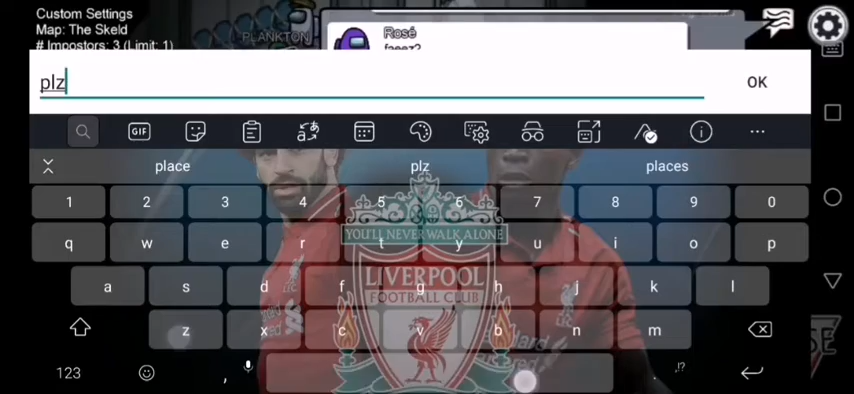 Custom Settings
Map: The Skeld
# Impostors: 3 (Limit: 1)
PLANKTON
Rosé
faeez?
plz
OK
GIF
place plz places
1 2 3 4 5 6 7 8 9 0
q w e r t y u i o p
YOU'LL NEVER WALK ALONE
a s d f g h j k l
LIVERPOOL
FOOTBALL CLUB
z x c v b n m
123 , . ,!?